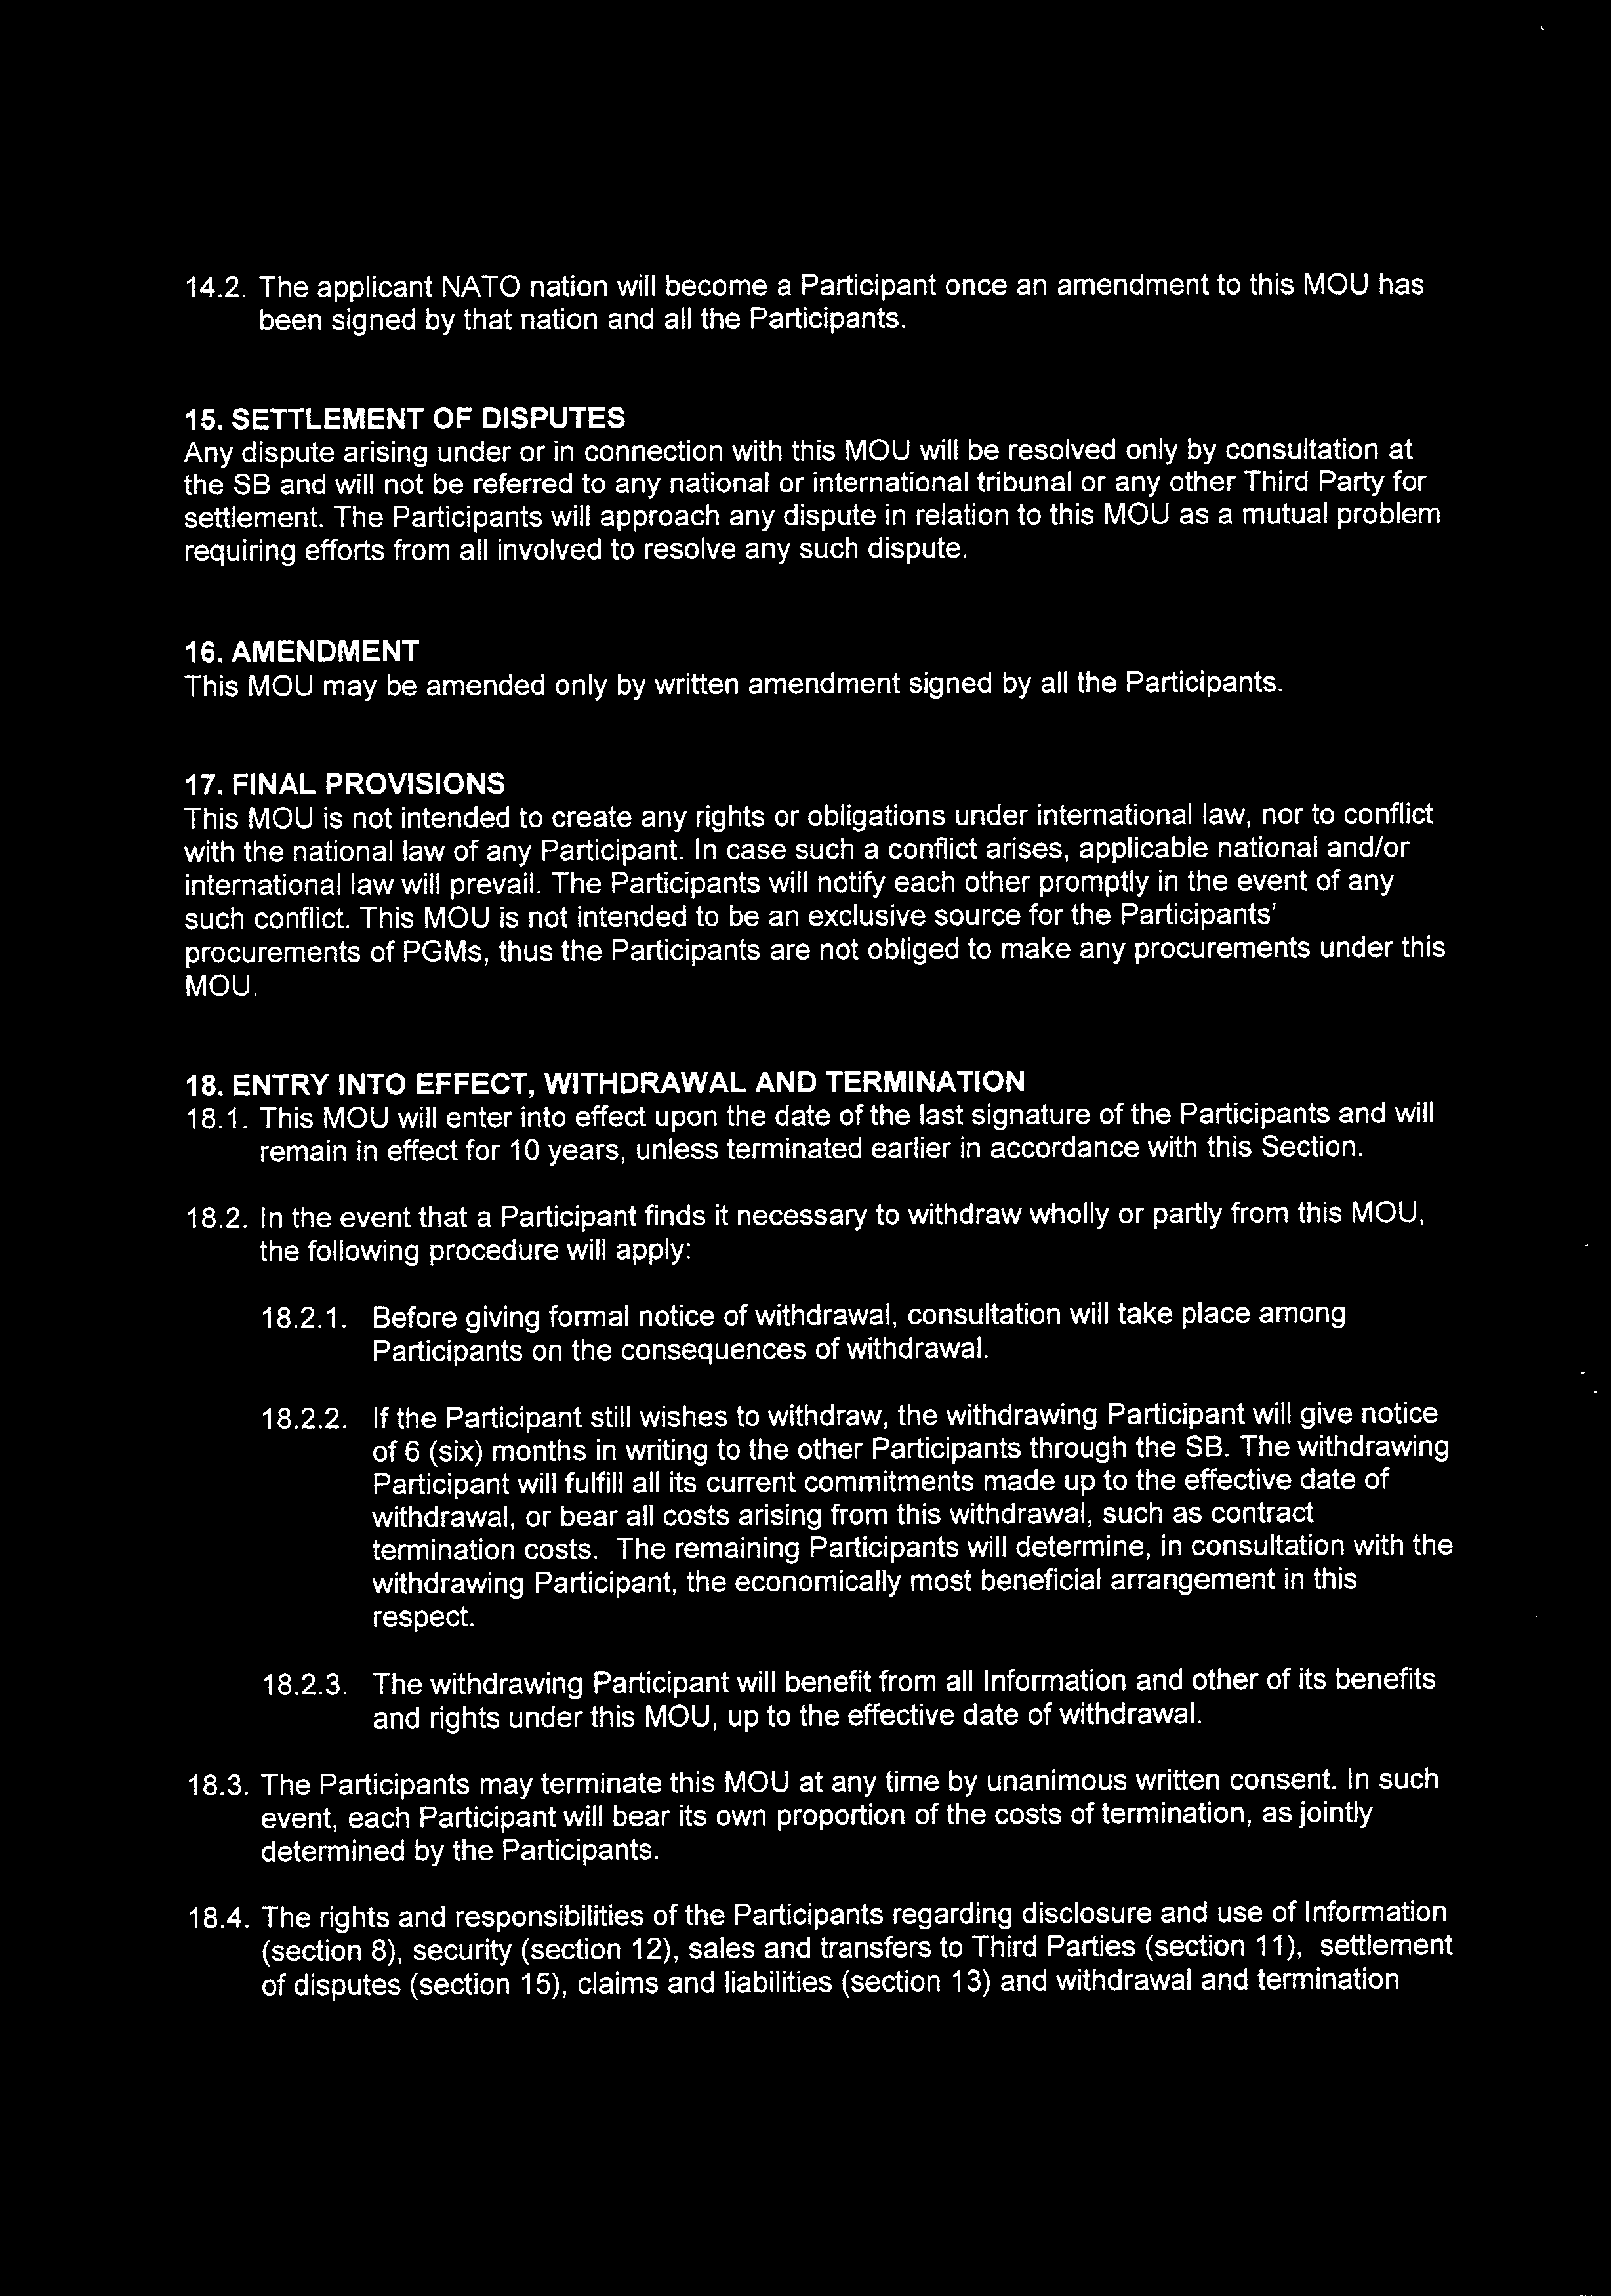 14.2. The applicant NATO nation will become a Participant once an amendment to this MOU has
been signed by that nation and all the Participants.
15. SETTLEMENT OF DISPUTES
Any dispute arising under or in connection with this MOU will be resolved only by consultation at
the SB and will not be referred to any national or international tribunal or any other Third Party for
settlement. The Participants will approach any dispute in relation to this MOU as a mutual problem
requiring efforts from all involved to resolve any such dispute.
16. AMENDMENT
This MOU may be amended only by written amendment signed by all the Participants.
17. FINAL PROVISIONS
This MOU is not intended to create any rights or obligations under international law, nor to conflict
with the national law of any Participant. In case such a conflict arises, applicable national and/or
international law will prevail. The Participants will notify each other promptly in the event of any
such conflict. This MOU is not intended to be an exclusive source for the Participants'
procurements of PGMs, thus the Participants are not obliged to make any procurements under this
MOU.
18. ENTRY INTO EFFECT, WITHDRAWAL AND TERMINATION
18.1. This MOU will enter into effect upon the date of the last signature of the Participants and will
remain in effect for 10 years, unless terminated earlier in accordance with this Section.
18.2. In the event that a Participant finds it necessary to withdraw wholly or partly from this MOU,
the following procedure will apply:
18.2.1. Before giving formal notice of withdrawal, consultation will take place among
Participants on the consequences of withdrawal.
18.2.2. If the Participant still wishes to withdraw, the withdrawing Participant will give notice
of 6 (six) months in writing to the other Participants through the SB. The withdrawing
Participant will fulfill all its current commitments made up to the effective date of
withdrawal, or bear all costs arising from this withdrawal, such as contract
termination costs. The remaining Participants will determine, in consultation with the
withdrawing Participant, the economically most beneficial arrangement in this
respect.
18.2.3. The withdrawing Participant will benefit from all Information and other of its benefits
and rights under this MOU, up to the effective date of withdrawal.
18.3. The Participants may terminate this MOU at any time by unanimous written consent. In such
event, each Participant will bear its own proportion of the costs of termination, as jointly
determined by the Participants.
18.4. The rights and responsibilities of the Participants regarding disclosure and use of Information
(section 8), security (section 12), sales and transfers to Third Parties (section 11), settlement
of disputes (section 15), claims and liabilities (section 13) and withdrawal and termination